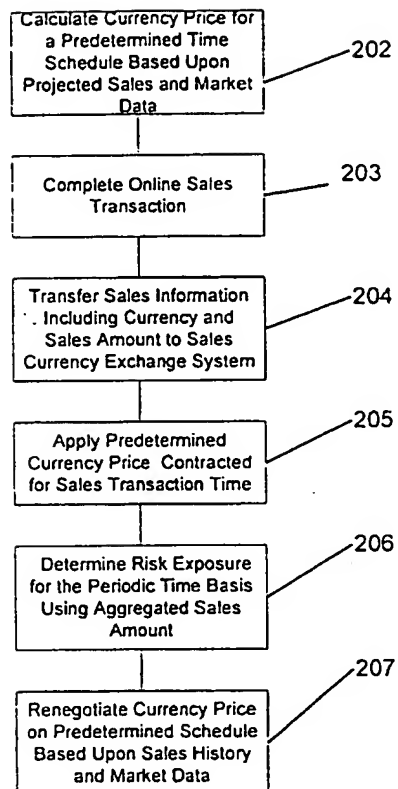 Calculate Currency Price for
a Predetermined Time
Schedule Based Upon
Projected Sales and Market
Data
202
Complete Online Sales
Transaction
203
Transfer Sales Information
Including Currency and
Sales Amount to Sales
Currency Exchange System
204
Apply Predetermined
Currency Price Contracted
for Sales Transaction Time
205
Determine Risk Exposure
for the Periodic Time Basis
Using Aggregated Sales
Amount
206
Renegotiate Currency Price
on Predetermined Schedule
Based Upon Sales History
and Market Data
207